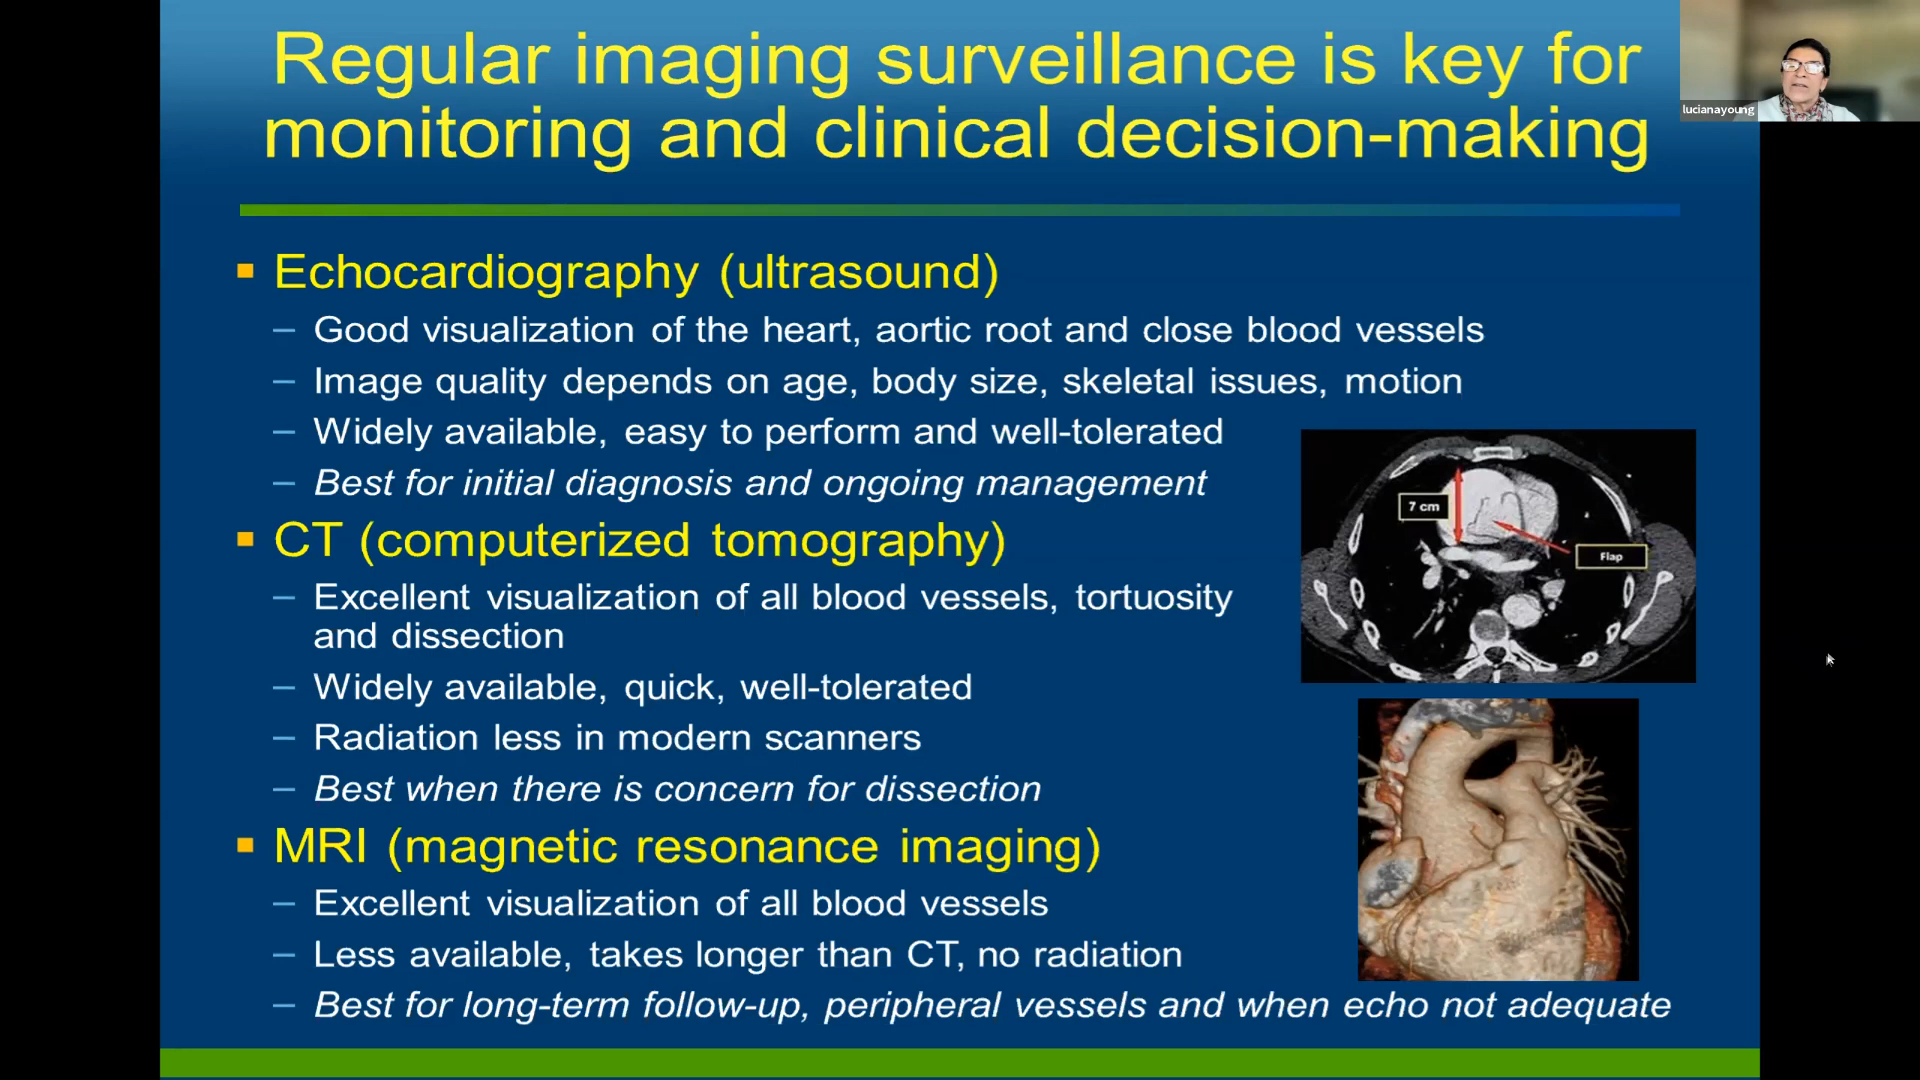 Regular imaging surveillance is key for
monitoring and clinical decision-making
lucianayoung
▪ Echocardiography (ultrasound)
– Good visualization of the heart, aortic root and close blood vessels
– Image quality depends on age, body size, skeletal issues, motion
– Widely available, easy to perform and well-tolerated
– Best for initial diagnosis and ongoing management
▪ CT (computerized tomography)
– Excellent visualization of all blood vessels, tortuosity
and dissection
– Widely available, quick, well-tolerated
– Radiation less in modern scanners
– Best when there is concern for dissection
▪ MRI (magnetic resonance imaging)
– Excellent visualization of all blood vessels
– Less available, takes longer than CT, no radiation
– Best for long-term follow-up, peripheral vessels and when echo not adequate
7 cm
Flap